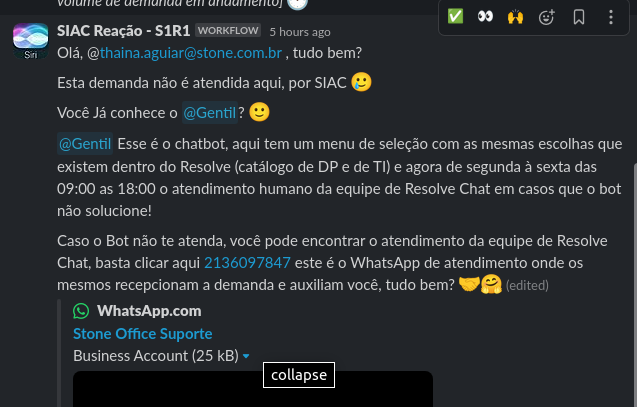 volume de demanda em andamento]
SIAC Reação - S1R1 WORKFLOW 5 hours ago
Siri
Olá, @thaina.aguiar@stone.com.br , tudo bem?
Esta demanda não é atendida aqui, por SIAC 🥲
Você Já conhece o @Gentil ? 🙂
@Gentil Esse é o chatbot, aqui tem um menu de seleção com as mesmas escolhas que
existem dentro do Resolve (catálogo de DP e de TI) e agora de segunda à sexta das
09:00 as 18:00 o atendimento humano da equipe de Resolve Chat em casos que o bot
não solucione!
Caso o Bot não te atenda, você pode encontrar o atendimento da equipe de Resolve
Chat, basta clicar aqui 2136097847 este é o WhatsApp de atendimento onde os
mesmos recepcionam a demanda e auxiliam você, tudo bem? 🤝🤗 (edited)
WhatsApp.com
Stone Office Suporte
Business Account (25 kB)
collapse